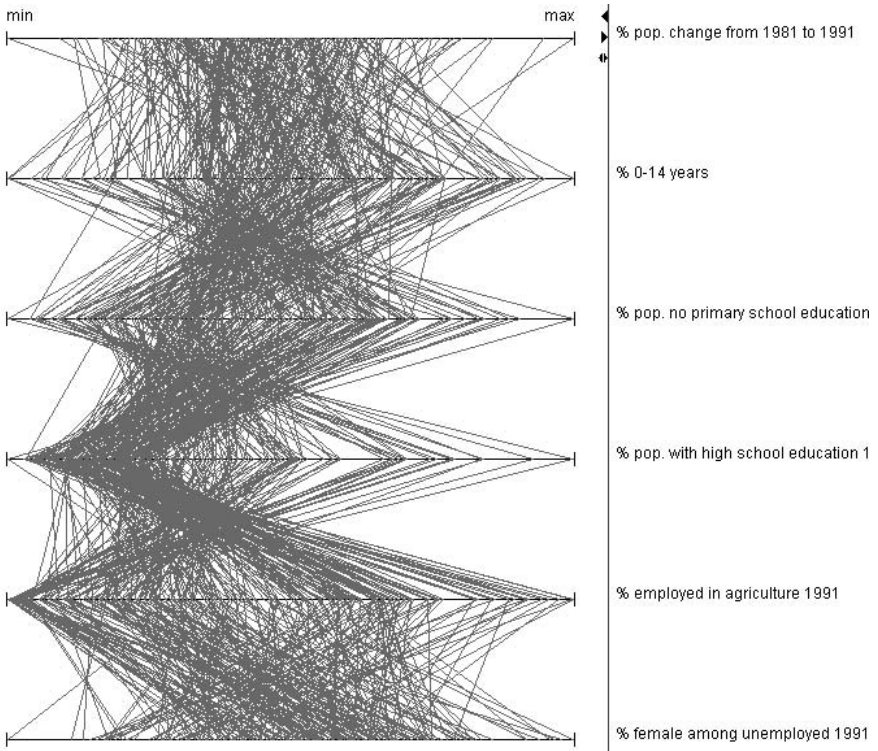 min max
% pop. change from 1981 to 1991
% 0-14 years
% pop. no primary school education
% pop. with high school education 1
% employed in agriculture 1991
% female among unemployed 1991